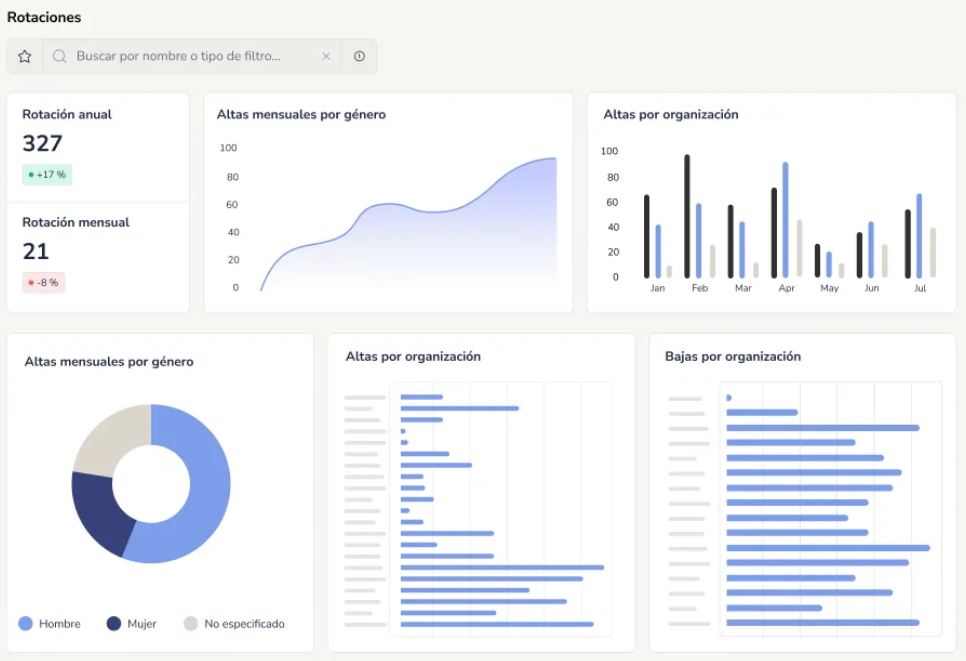 Rotaciones
Buscar por nombre o tipo de filtro...
Rotación anual
327
+17 %
Rotación mensual
21
-8 %
Altas mensuales por género
100
80
60
40
20
0
Altas por organización
100
80
60
40
20
0
Jan Feb Mar Apr May Jun Jul
Altas mensuales por género
Hombre Mujer No especificado
Altas por organización
Bajas por organización